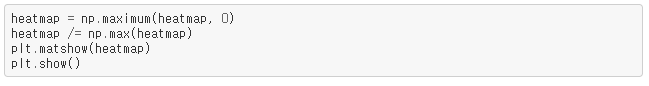 heatmap = np.maximum(heatmap, 0)
heatmap /= np.max(heatmap)
plt.matshow(heatmap)
plt.show()